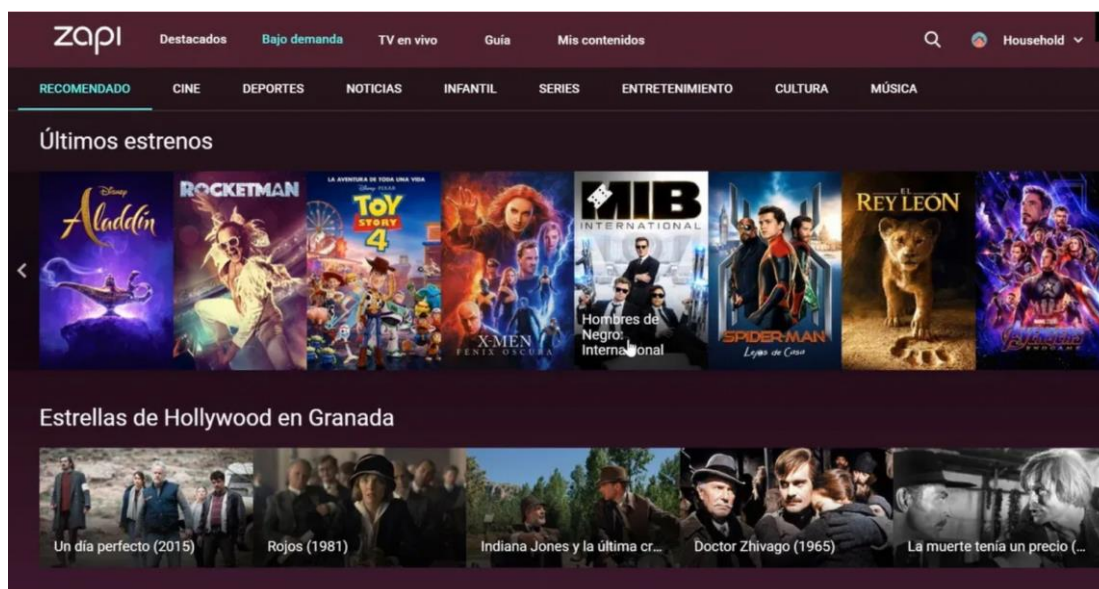 zapi Destacados Bajo demanda TV en vivo Guía Mis contenidos Household
RECOMENDADO CINE DEPORTES NOTICIAS INFANTIL SERIES ENTRETENIMIENTO CULTURA MÚSICA
Últimos estrenos
Disney
Aladdin
ROCKETMAN
LA AVENTURA DE TODA UNA VIDA
Disney PIXAR
TOY
STORY
4
X-MEN
FÉNIX OSCURA
MIB
INTERNATIONAL
Hombres de
Negro:
International
SPIDER-MAN
Lejos de Casa
EL
REY LEÓN
AVENGERS
ENDGAME
Estrellas de Hollywood en Granada
Un día perfecto (2015) Rojos (1981) Indiana Jones y la última cr... Doctor Zhivago (1965) La muerte tenía un precio (...